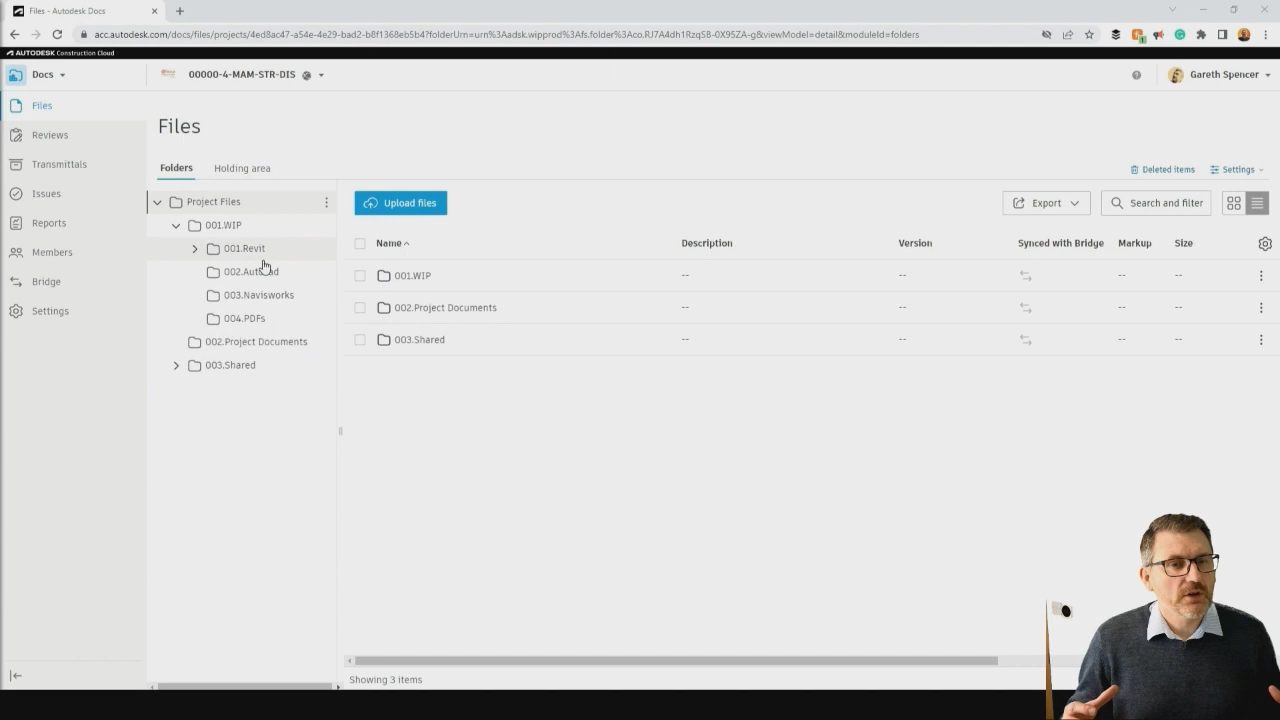 Files - Autodesk Docs
acc.autodesk.com/docs/files/projects/4ed8ac47-a54e-4e29-bad2-b8f1368eb5b4?folderUrn=urn%3Aadsk.wipprod%3Afs.folder%3Aco.RJ7A4dh1RzqS8-0X95ZA-g&viewModel=detail&moduleId=folders
AUTODESK Construction Cloud
Docs
00000-4-MAM-STR-DIS
Gareth Spencer
Files
Reviews
Transmittals
Issues
Reports
Members
Bridge
Settings
Files
Folders
Holding area
Deleted items
Settings
Project Files
001.WIP
001.Revit
002.Autocad
003.Navisworks
004.PDFs
002.Project Documents
003.Shared
Upload files
Export
Search and filter
Name Description Version Synced with Bridge Markup Size
001.WIP -- -- -- --
002.Project Documents -- -- -- --
003.Shared -- -- -- --
Showing 3 items